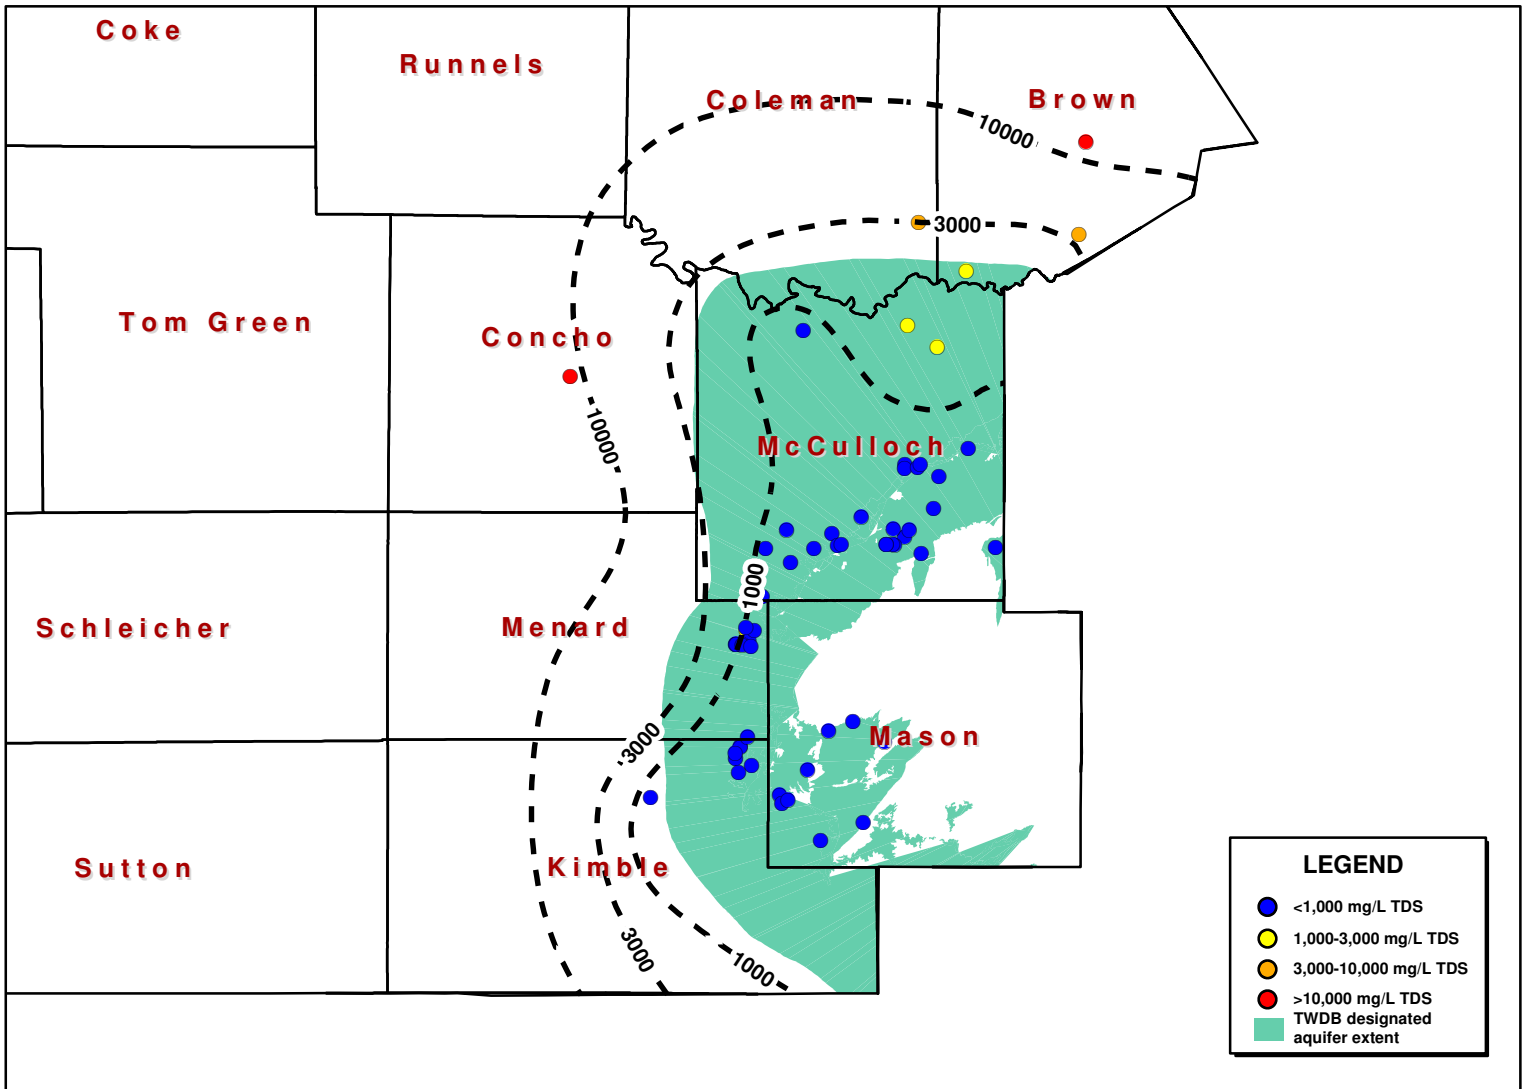 Coke
Runnels
Coleman
Brown
10000
3000
Tom Green
Concho
10000
McCulloch
1000
Schleicher
Menard
3000
Mason
Sutton
Kimble
3000
1000
LEGEND
<1,000 mg/L TDS
1,000-3,000 mg/L TDS
3,000-10,000 mg/L TDS
>10,000 mg/L TDS
TWDB designated
aquifer extent